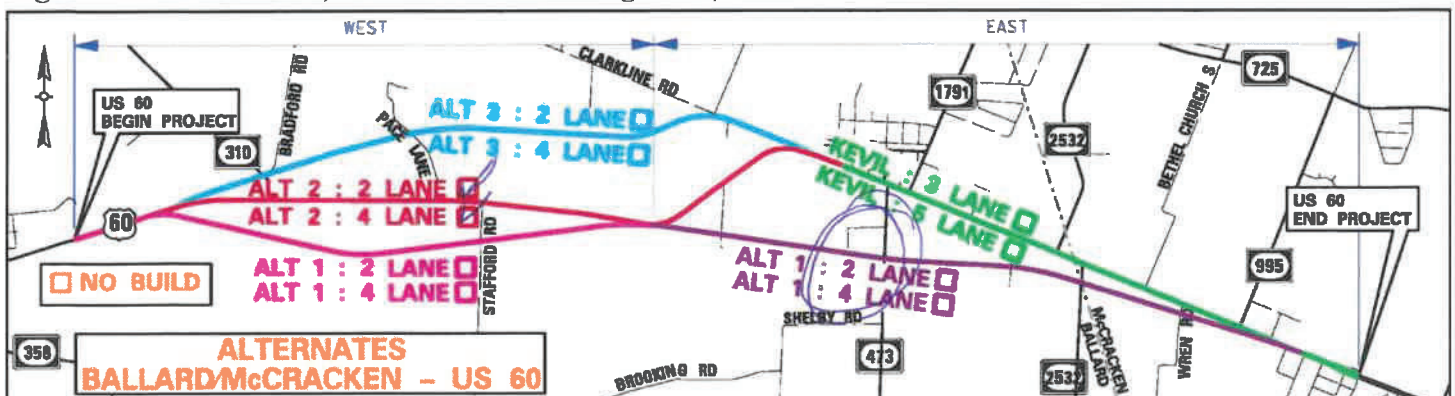 WEST
EAST
US 60
BEGIN PROJECT
310
BRADFORD RD
PACE LANE
CLARKLINE RD
ALT 3 : 2 LANE
ALT 3 : 4 LANE
1791
2532
BETHEL CHURCH S
725
60
ALT 2 : 2 LANE
ALT 2 : 4 LANE
STAFFORD RD
KEVIL : 3 LANE
KEVIL : 5 LANE
US 60
END PROJECT
995
NO BUILD
ALT 1 : 2 LANE
ALT 1 : 4 LANE
ALT 1 : 2 LANE
ALT 1 : 4 LANE
SHELBY RD
473
McCRACKEN
BALLARD
2532
WREN RD
358
ALTERNATES
BALLARD/McCRACKEN - US 60
BROOKING RD